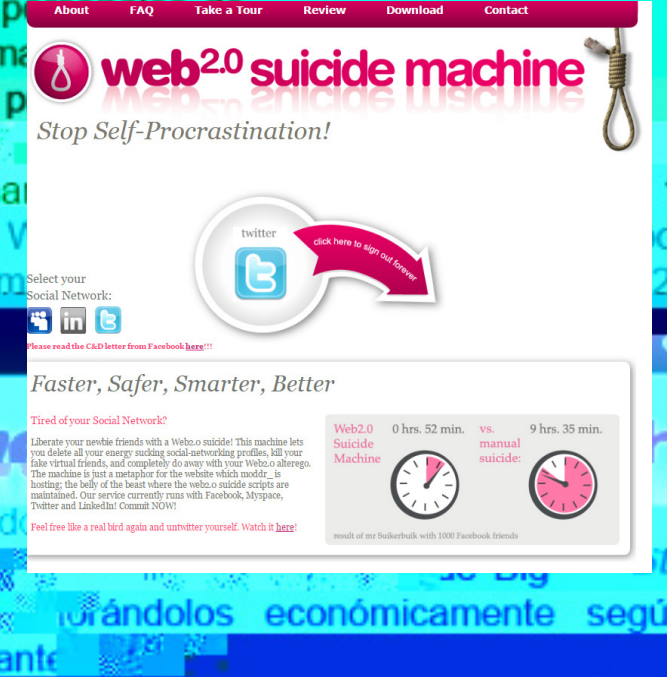 About FAQ Take a Tour Review Download Contact
web2.0 suicide machine
Stop Self-Procrastination!
twitter
click here to sign out forever
Select your
Social Network:
in
Please read the C&D letter from Facebook here!!!
Faster, Safer, Smarter, Better
Tired of your Social Network?
Liberate your newbie friends with a Web2.0 suicide! This machine lets
you delete all your energy sucking social-networking profiles, kill your
fake virtual friends, and completely do away with your Web2.0 alterego.
The machine is just a metaphor for the website which moddr_ is
hosting; the belly of the beast where the web2.0 suicide scripts are
maintained. Our service currently runs with Facebook, Myspace,
Twitter and LinkedIn! Commit NOW!
Feel free like a real bird again and untwitter yourself. Watch it here!
Web2.0 0 hrs. 52 min. vs. 9 hrs. 35 min.
Suicide manual
Machine suicide:
result of mr Suikerbuik with 1000 Facebook friends
de Big
orándolos económicamente segú
ante